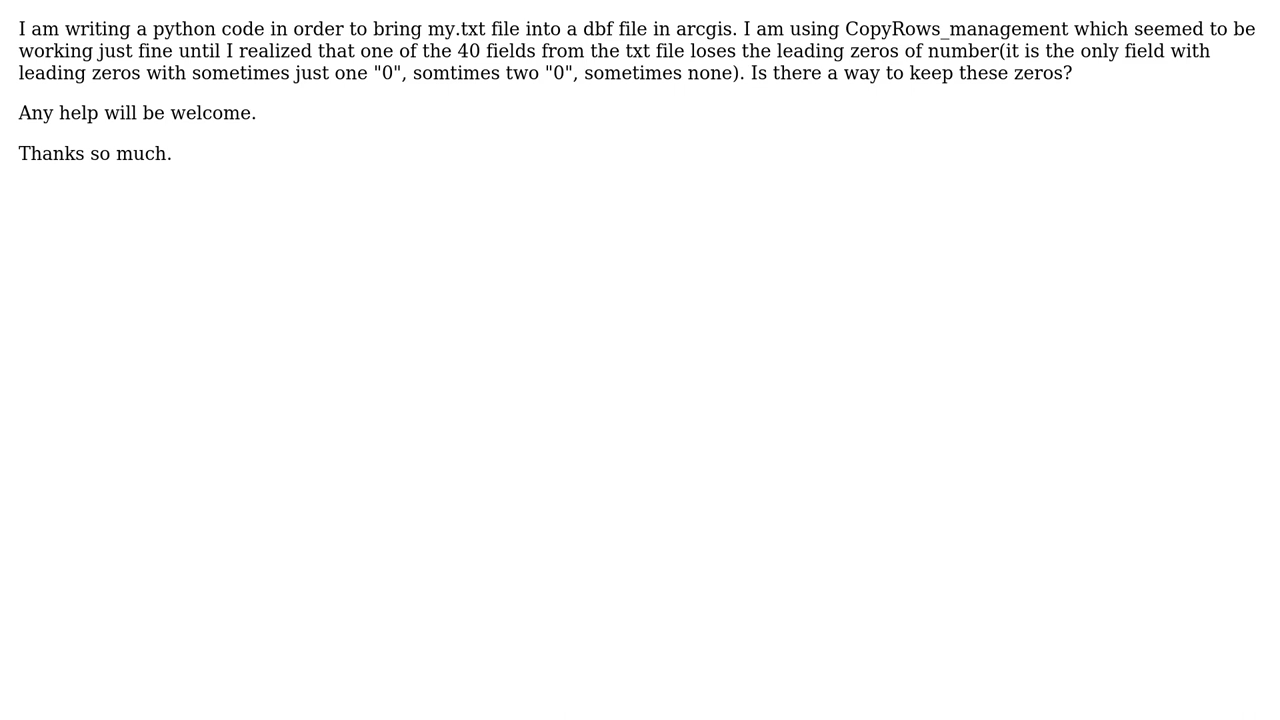 I am writing a python code in order to bring my.txt file into a dbf file in arcgis. I am using CopyRows_management which seemed to be
working just fine until I realized that one of the 40 fields from the txt file loses the leading zeros of number(it is the only field with
leading zeros with sometimes just one "0", somtimes two "0", sometimes none). Is there a way to keep these zeros?
Any help will be welcome.
Thanks so much.